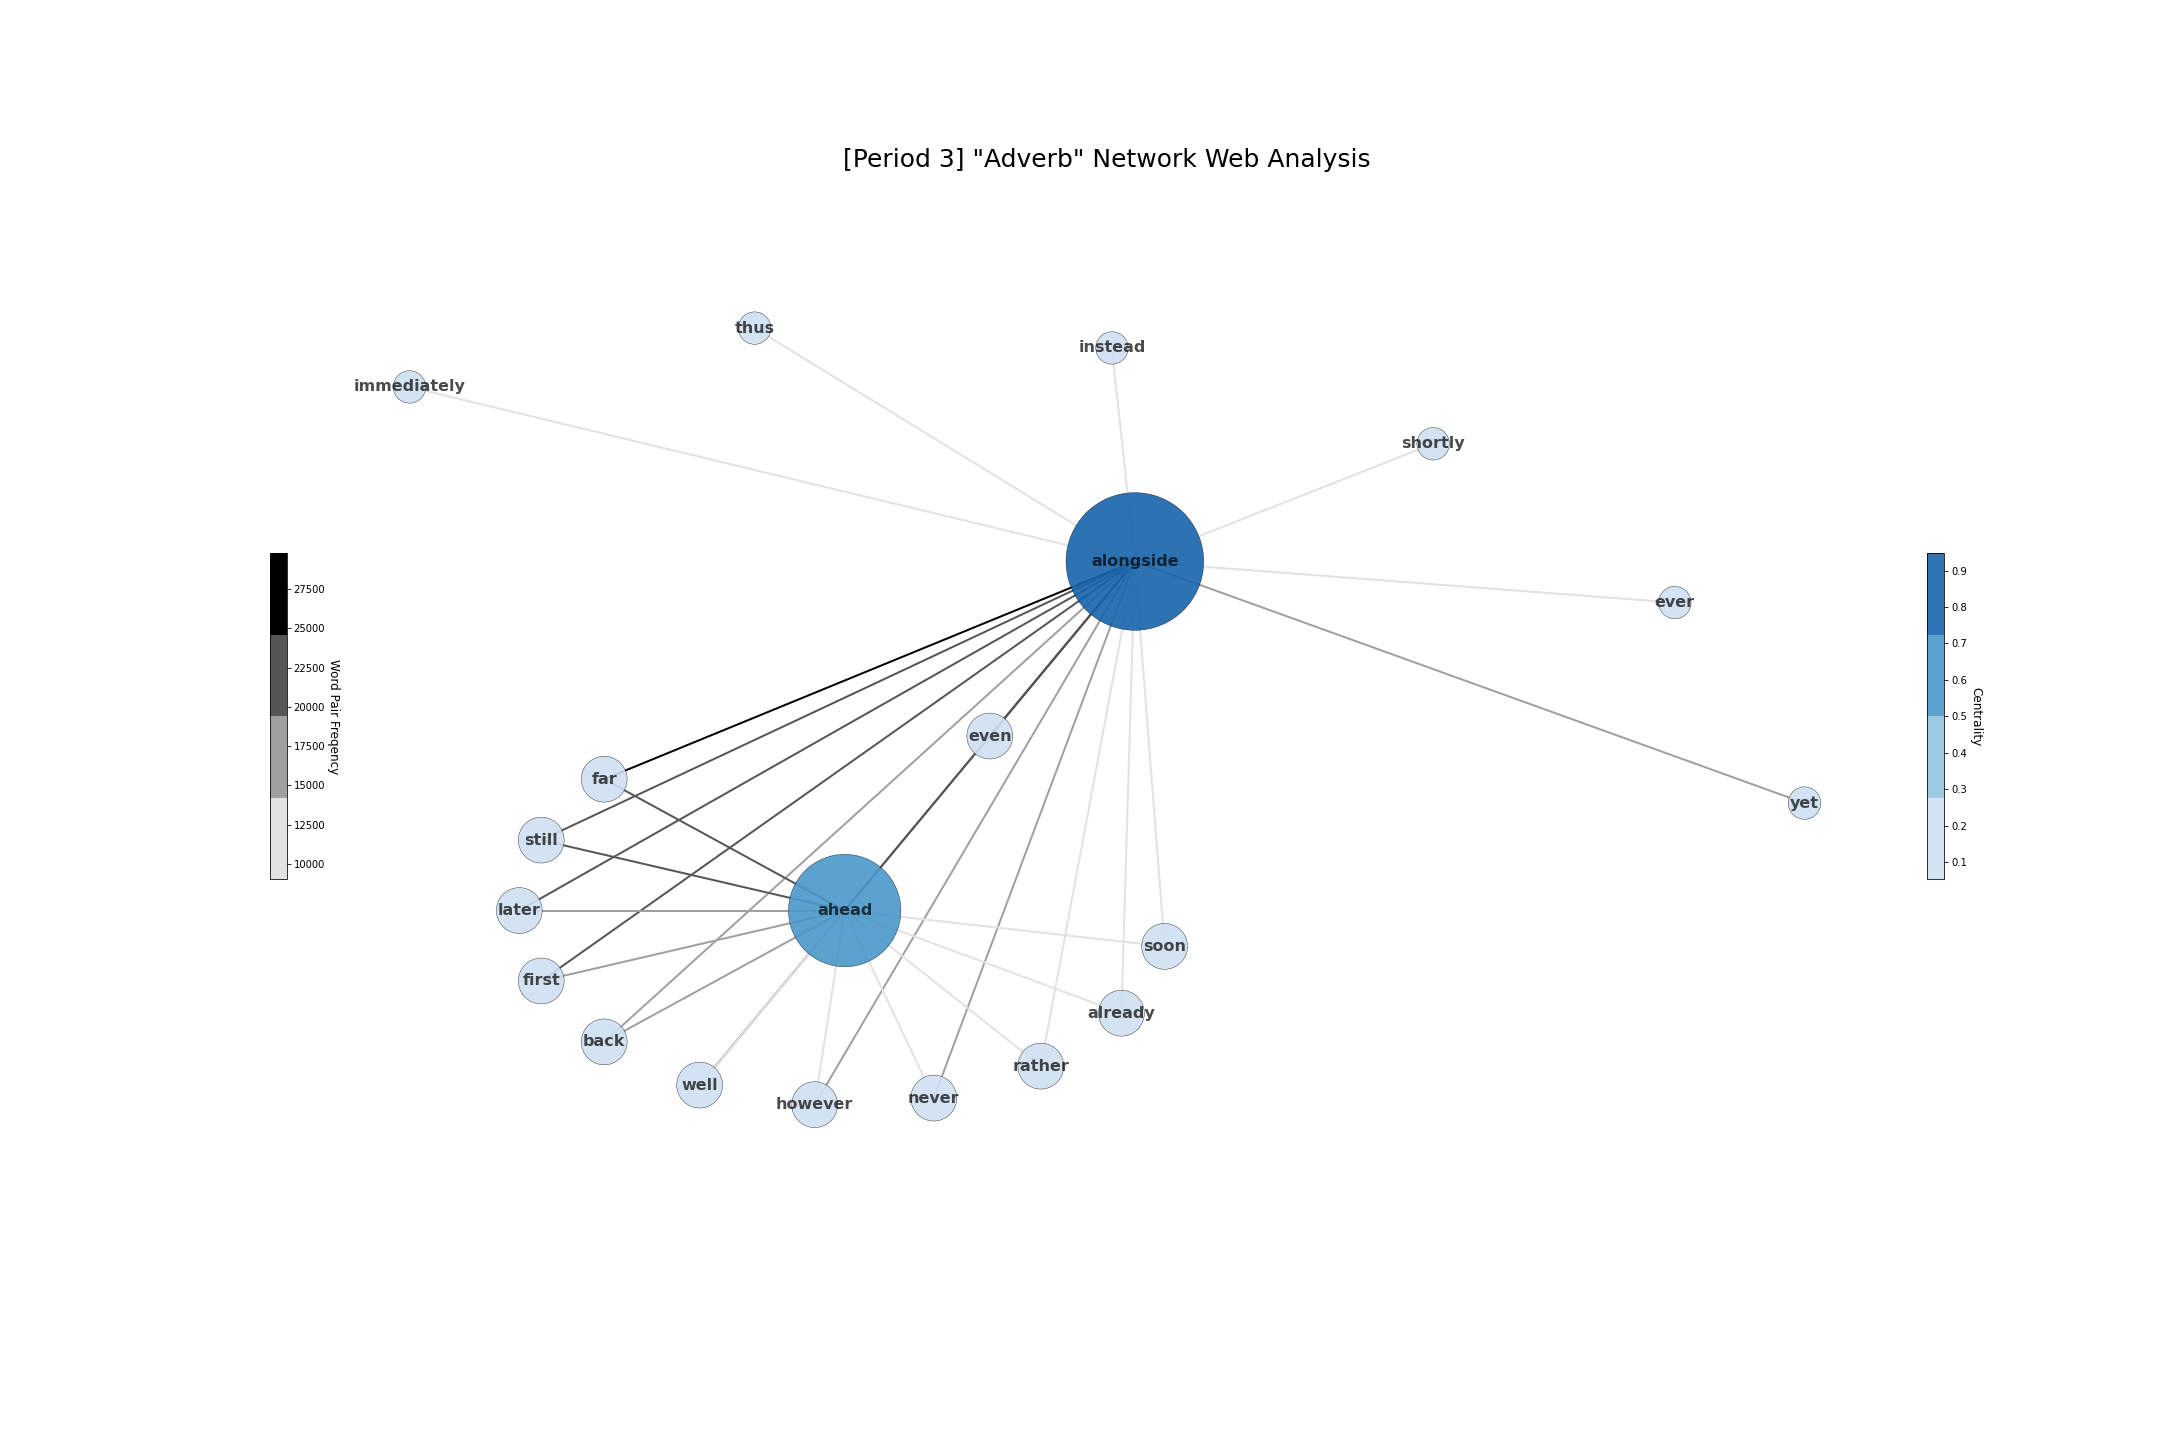 [Period 3] "Adverb" Network Web Analysis
thus
instead
immediately
shortly
alongside
ever
even
far
yet
still
later
ahead
first
soon
already
back
rather
well
never
however
27500
25000
22500
20000
17500
15000
12500
10000
Word Pair Freqency
0.9
0.8
0.7
0.6
0.5
0.4
0.3
0.2
0.1
Centrality